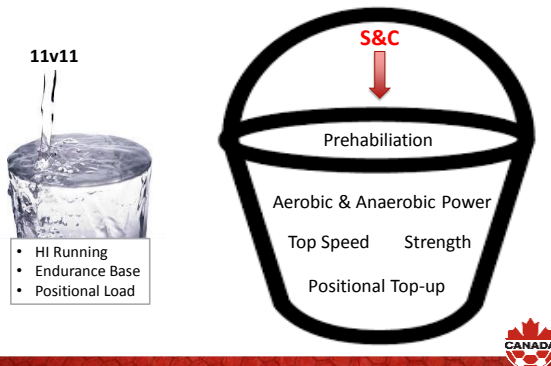 11v11
• HI Running
• Endurance Base
• Positional Load
S&C
Prehabiliation
Aerobic & Anaerobic Power
Top Speed Strength
Positional Top-up
CANADA